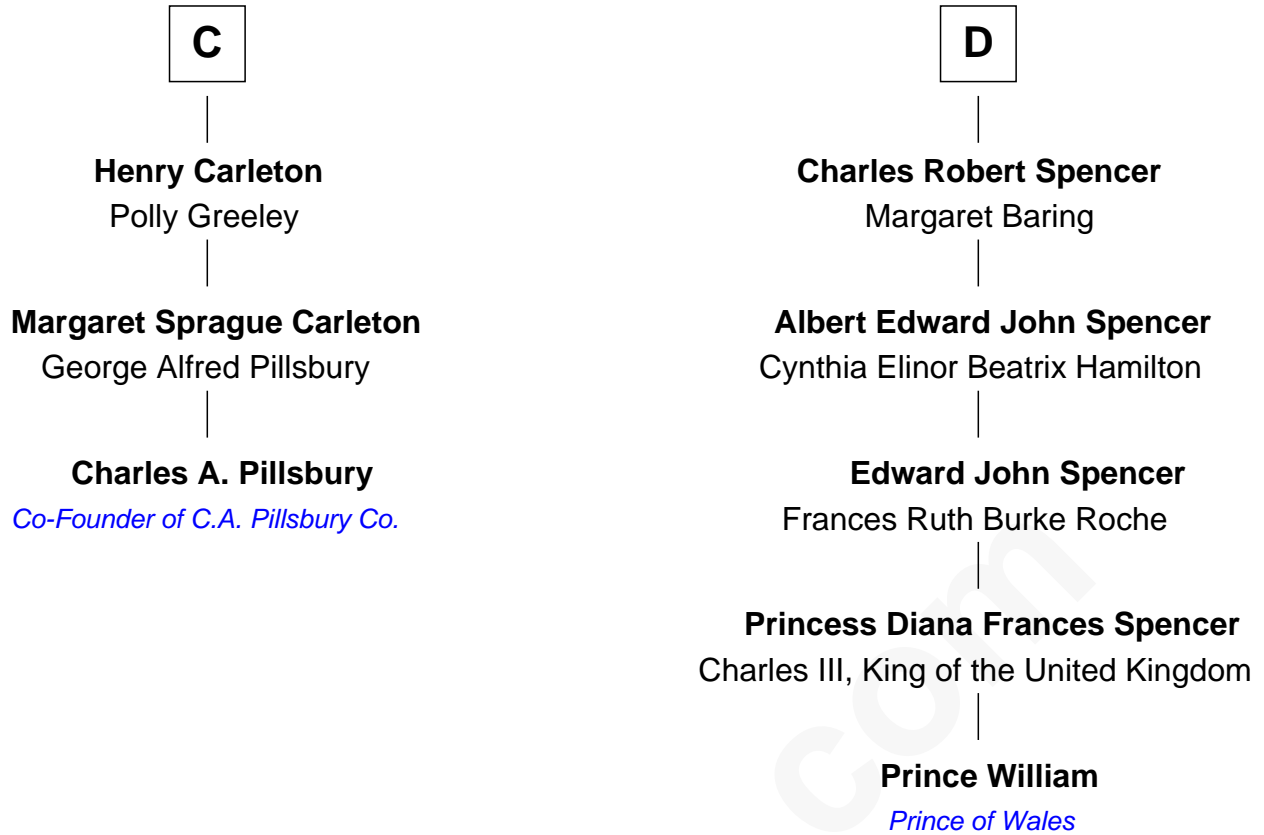 C
Henry Carleton
Polly Greeley
Margaret Sprague Carleton
George Alfred Pillsbury
Charles A. Pillsbury
Co-Founder of C.A. Pillsbury Co.
D
Charles Robert Spencer
Margaret Baring
Albert Edward John Spencer
Cynthia Elinor Beatrix Hamilton
Edward John Spencer
Frances Ruth Burke Roche
Princess Diana Frances Spencer
Charles III, King of the United Kingdom
Prince William
Prince of Wales
com